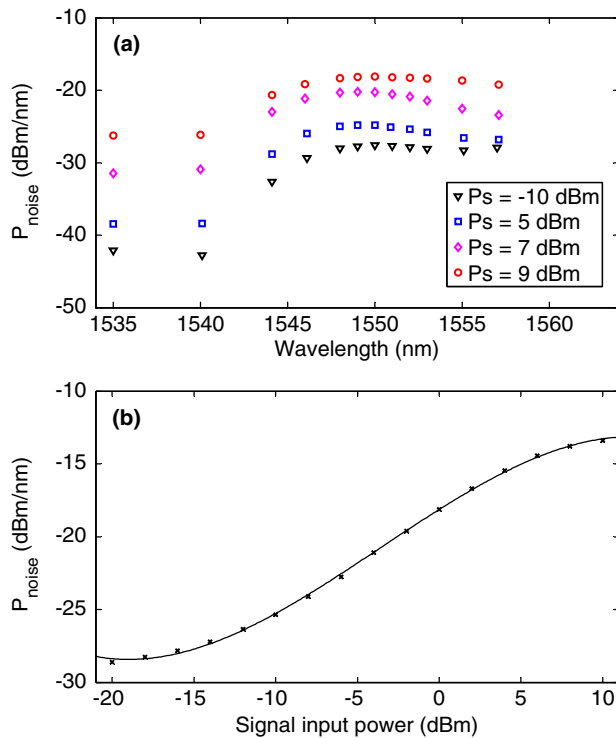 -10
(a)
-20
-30
-40
-50
P_noise (dBm/nm)
Ps = -10 dBm
Ps = 5 dBm
Ps = 7 dBm
Ps = 9 dBm
1535 1540 1545 1550 1555 1560
Wavelength (nm)
-10
(b)
-15
-20
-25
-30
P_noise (dBm/nm)
-20 -15 -10 -5 0 5 10
Signal input power (dBm)